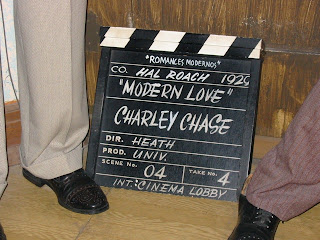 "ROMANCES MODERNOS"
CO. HAL ROACH 1929
"MODERN LOVE"
CHARLEY CHASE
DIR. HEATH
PROD. UNIV.
SCENE No. 04 TAKE No. 4
INT: CINEMA LOBBY